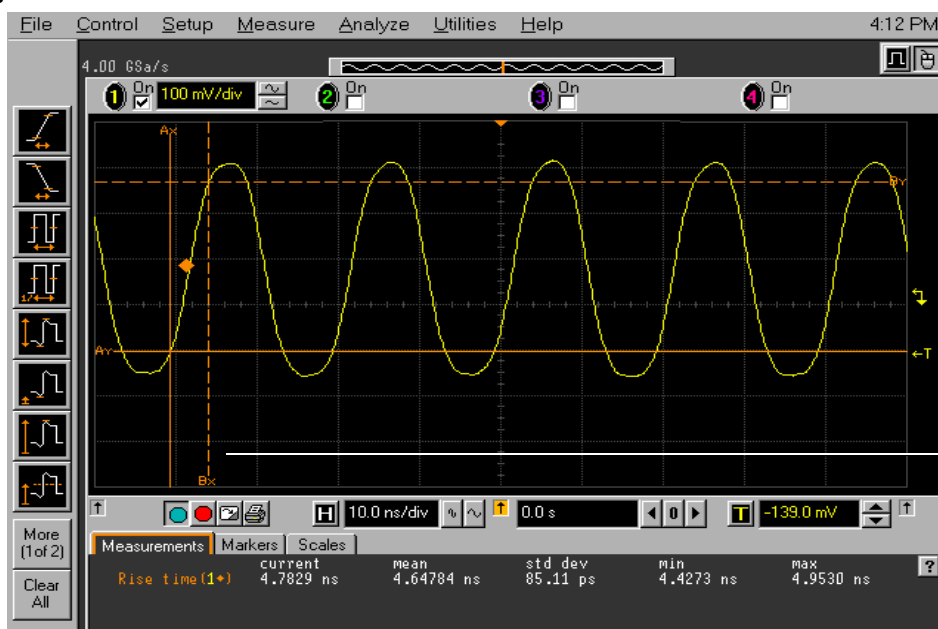 File Control Setup Measure Analyze Utilities Help 4:12 PM
4.00 GSa/s
1 On 100 mV/div 2 On 3 On 4 On
Ax
By
Ay
T
Bx
H 10.0 ns/div 0.0 s 0 T -139.0 mV
More
(1of 2)
Clear
All
Measurements Markers Scales
current mean std dev min max
Rise time(1) 4.7829 ns 4.64784 ns 85.11 ps 4.4273 ns 4.9530 ns
?